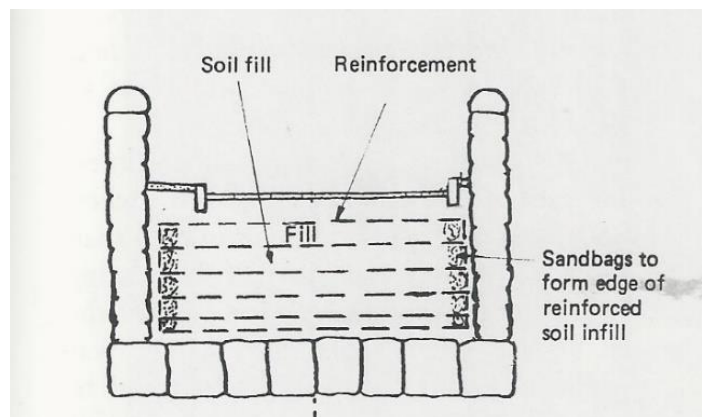 Soil fill
Reinforcement
Fill
Sandbags to
form edge of
reinforced
soil infill